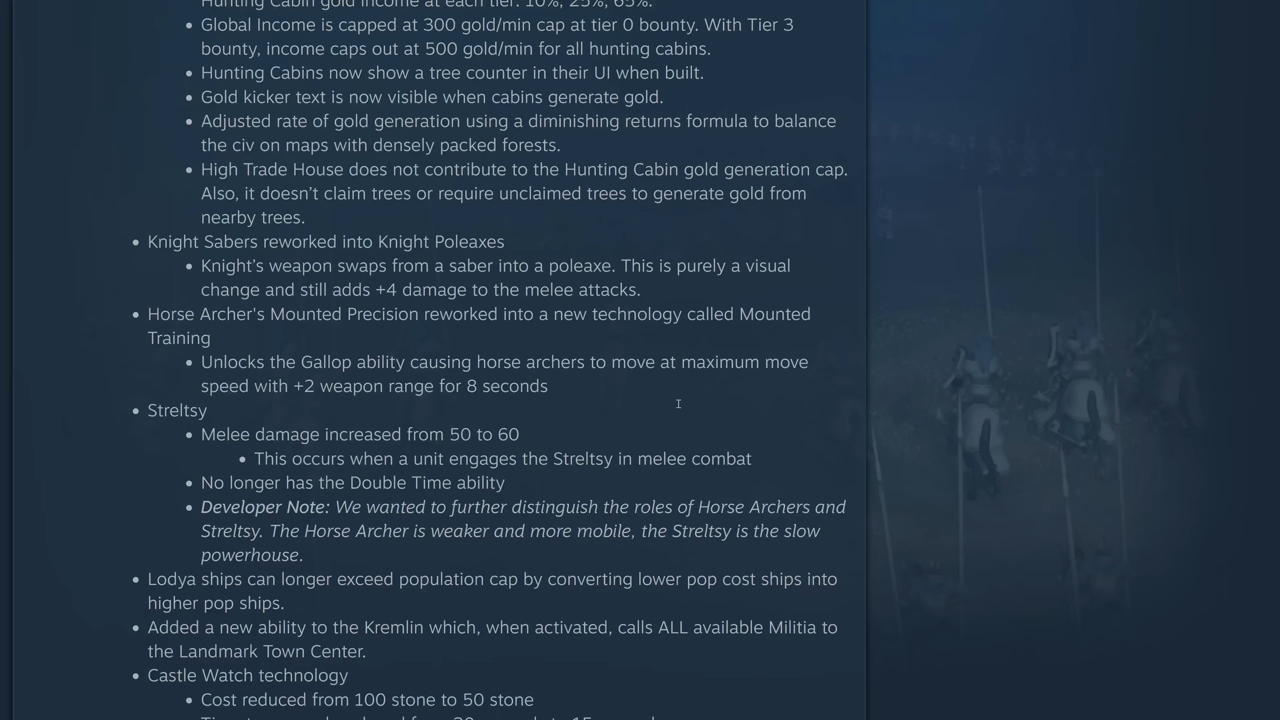 Hunting Cabin gold income at each tier: 10%, 25%, 65%.
• Global Income is capped at 300 gold/min cap at tier 0 bounty. With Tier 3
bounty, income caps out at 500 gold/min for all hunting cabins.
• Hunting Cabins now show a tree counter in their UI when built.
• Gold kicker text is now visible when cabins generate gold.
• Adjusted rate of gold generation using a diminishing returns formula to balance
the civ on maps with densely packed forests.
• High Trade House does not contribute to the Hunting Cabin gold generation cap.
Also, it doesn't claim trees or require unclaimed trees to generate gold from
nearby trees.
• Knight Sabers reworked into Knight Poleaxes
• Knight's weapon swaps from a saber into a poleaxe. This is purely a visual
change and still adds +4 damage to the melee attacks.
• Horse Archer's Mounted Precision reworked into a new technology called Mounted
Training
• Unlocks the Gallop ability causing horse archers to move at maximum move
speed with +2 weapon range for 8 seconds
• Streltsy
• Melee damage increased from 50 to 60
• This occurs when a unit engages the Streltsy in melee combat
• No longer has the Double Time ability
• Developer Note: We wanted to further distinguish the roles of Horse Archers and
Streltsy. The Horse Archer is weaker and more mobile, the Streltsy is the slow
powerhouse.
• Lodya ships can longer exceed population cap by converting lower pop cost ships into
higher pop ships.
• Added a new ability to the Kremlin which, when activated, calls ALL available Militia to
the Landmark Town Center.
• Castle Watch technology
• Cost reduced from 100 stone to 50 stone